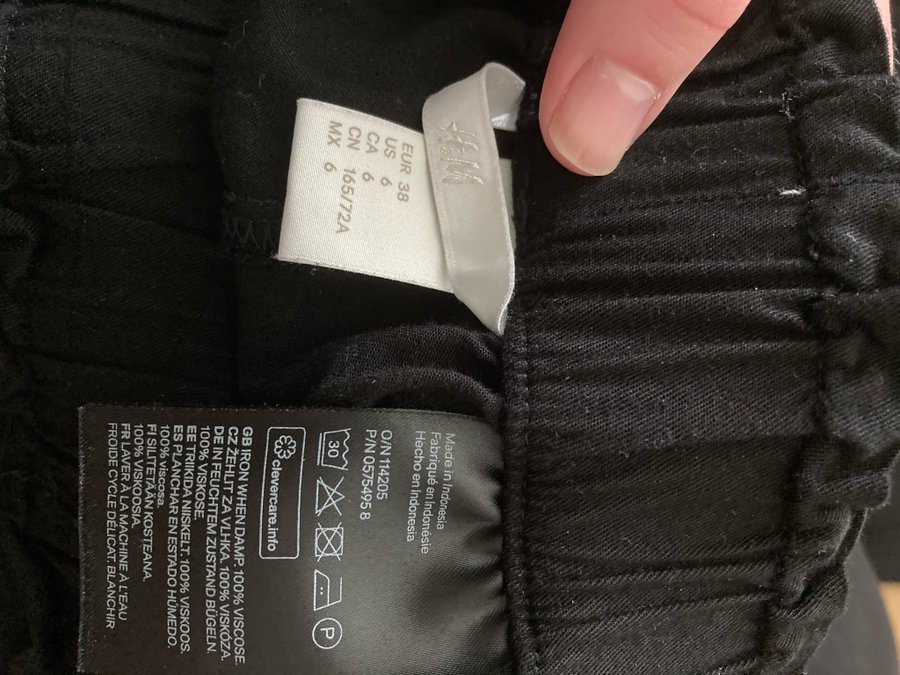 H&M
EUR 38
US 6
CA 6
CN 165/72A
MX 6
Made in Indonesia
Fabriqué en Indonésie
Hecho en Indonesia
O/N 114205
P/N 0575495 8
30
P
clevercare.info
GB IRON WHEN DAMP. 100% VISCOSE.
CZ ŽEHLIT ZA VLHKA. 100% VISKÓZA.
DE IN FEUCHTEM ZUSTAND BÜGELN.
100% VISKOSE.
EE TRIIKIDA NIISKELT. 100% VISKOOS.
ES PLANCHAR EN ESTADO HÚMEDO.
100% viscosa.
FI SILITETÄÄN KOSTEANA.
100% VISKOOSIA.
FR LAVER À LA MACHINE À L'EAU
FROIDE CYCLE DÉLICAT. BLANCHIR